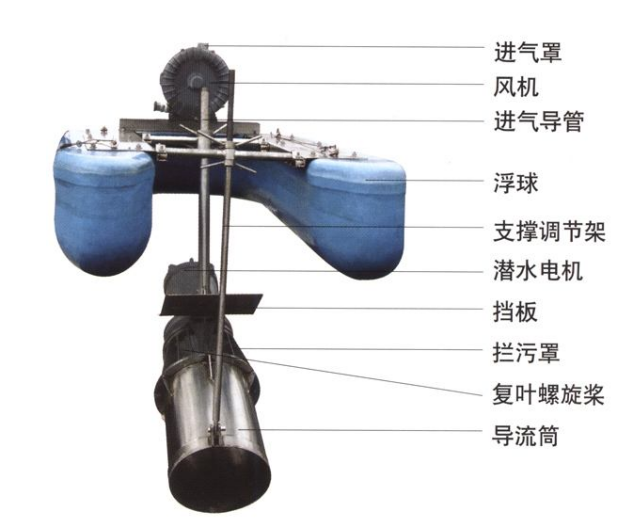 进气罩
风机
进气导管
浮球
支撑调节架
潜水电机
挡板
拦污罩
复叶螺旋桨
导流筒